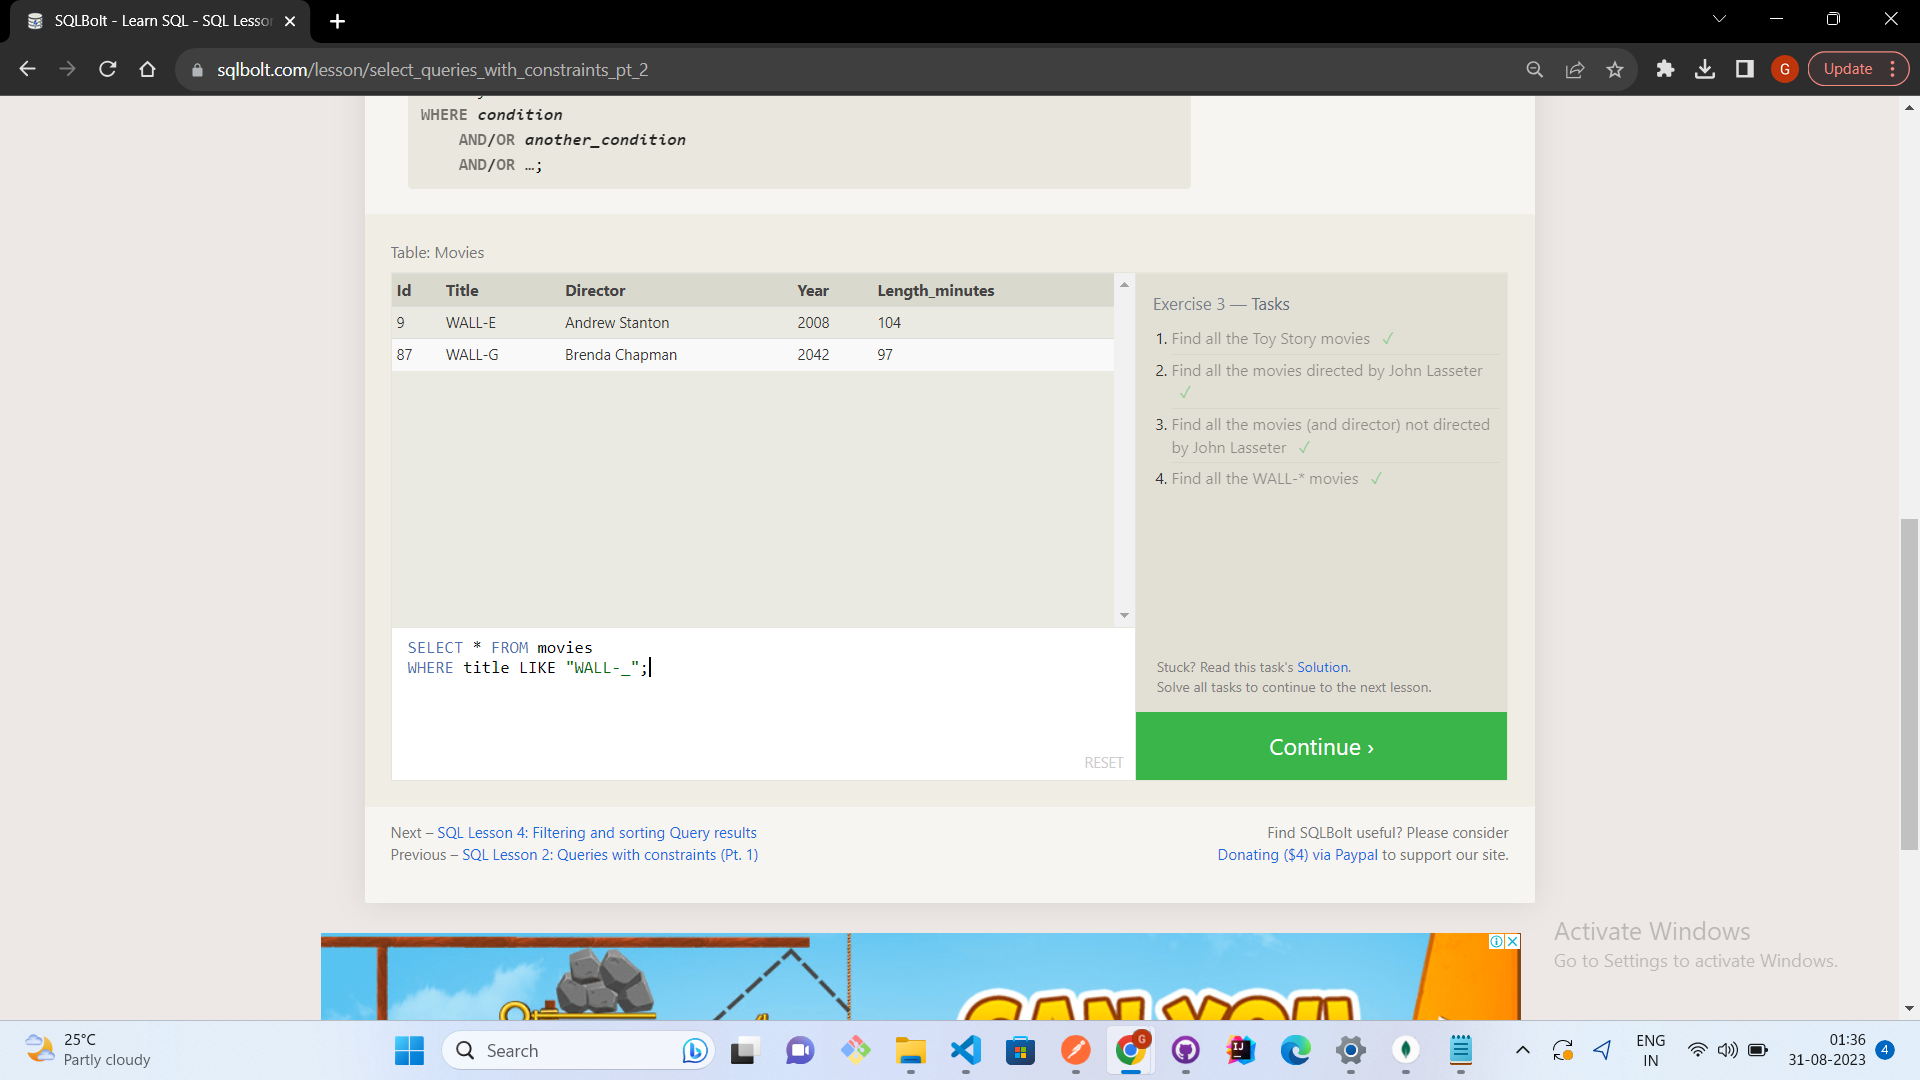 SQLBolt - Learn SQL - SQL Lesso
sqlbolt.com/lesson/select_queries_with_constraints_pt_2
G
Update
WHERE condition
AND/OR another_condition
AND/OR …;
Table: Movies
Id Title Director Year Length_minutes
9 WALL-E Andrew Stanton 2008 104
87 WALL-G Brenda Chapman 2042 97
Exercise 3 — Tasks
1. Find all the Toy Story movies ✓
2. Find all the movies directed by John Lasseter
✓
3. Find all the movies (and director) not directed
by John Lasseter ✓
4. Find all the WALL-* movies ✓
SELECT * FROM movies
WHERE title LIKE "WALL-_";
RESET
Stuck? Read this task's Solution.
Solve all tasks to continue to the next lesson.
Continue ›
Next – SQL Lesson 4: Filtering and sorting Query results
Previous – SQL Lesson 2: Queries with constraints (Pt. 1)
Find SQLBolt useful? Please consider
Donating ($4) via Paypal to support our site.
CAN YOU
Activate Windows
Go to Settings to activate Windows.
25°C
Partly cloudy
Search
G
IJ
ENG
IN
01:36
31-08-2023
4